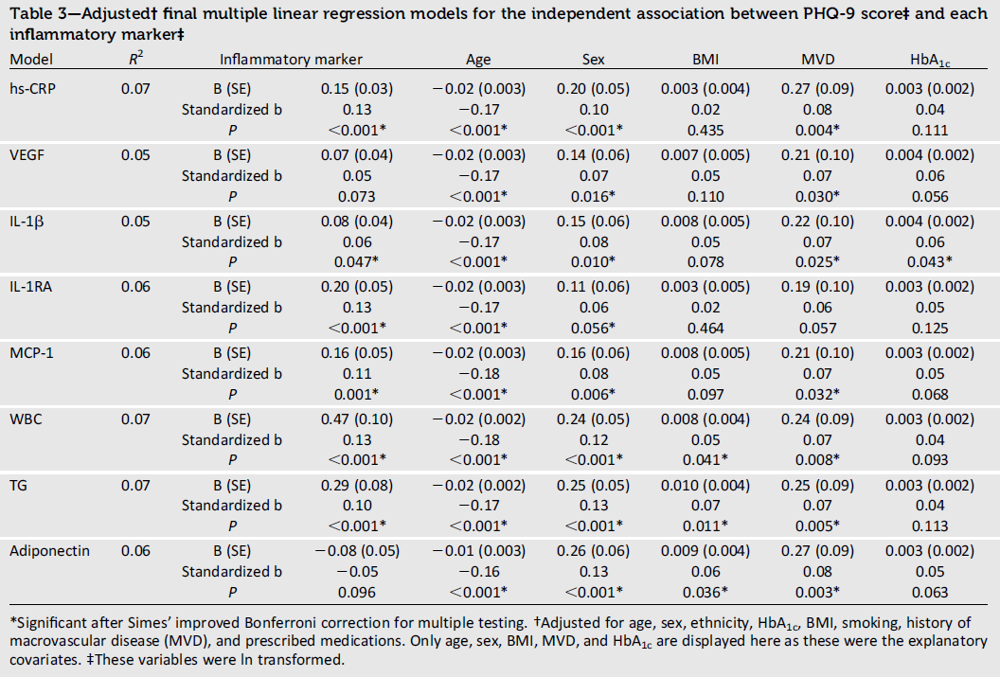 Table 3—Adjusted† final multiple linear regression models for the independent association between PHQ-9 score‡ and each
inflammatory marker‡
Model R² Inflammatory marker Age Sex BMI MVD HbA1c
hs-CRP 0.07 B (SE) 0.15 (0.03) −0.02 (0.003) 0.20 (0.05) 0.003 (0.004) 0.27 (0.09) 0.003 (0.002)
Standardized b 0.13 −0.17 0.10 0.02 0.08 0.04
P <0.001* <0.001* <0.001* 0.435 0.004* 0.111
VEGF 0.05 B (SE) 0.07 (0.04) −0.02 (0.003) 0.14 (0.06) 0.007 (0.005) 0.21 (0.10) 0.004 (0.002)
Standardized b 0.05 −0.17 0.07 0.05 0.07 0.06
P 0.073 <0.001* 0.016* 0.110 0.030* 0.056
IL-1β 0.05 B (SE) 0.08 (0.04) −0.02 (0.003) 0.15 (0.06) 0.008 (0.005) 0.22 (0.10) 0.004 (0.002)
Standardized b 0.06 −0.17 0.08 0.05 0.07 0.06
P 0.047* <0.001* 0.010* 0.078 0.025* 0.043*
IL-1RA 0.06 B (SE) 0.20 (0.05) −0.02 (0.003) 0.11 (0.06) 0.003 (0.005) 0.19 (0.10) 0.003 (0.002)
Standardized b 0.13 −0.17 0.06 0.02 0.06 0.05
P <0.001* <0.001* 0.056* 0.464 0.057 0.125
MCP-1 0.06 B (SE) 0.16 (0.05) −0.02 (0.003) 0.16 (0.06) 0.008 (0.005) 0.21 (0.10) 0.003 (0.002)
Standardized b 0.11 −0.18 0.08 0.05 0.07 0.05
P 0.001* <0.001* 0.006* 0.097 0.032* 0.068
WBC 0.07 B (SE) 0.47 (0.10) −0.02 (0.002) 0.24 (0.05) 0.008 (0.004) 0.24 (0.09) 0.003 (0.002)
Standardized b 0.13 −0.18 0.12 0.05 0.07 0.04
P <0.001* <0.001* <0.001* 0.041* 0.008* 0.093
TG 0.07 B (SE) 0.29 (0.08) −0.02 (0.002) 0.25 (0.05) 0.010 (0.004) 0.25 (0.09) 0.003 (0.002)
Standardized b 0.10 −0.17 0.13 0.07 0.07 0.04
P <0.001* <0.001* <0.001* 0.011* 0.005* 0.113
Adiponectin 0.06 B (SE) −0.08 (0.05) −0.01 (0.003) 0.26 (0.06) 0.009 (0.004) 0.27 (0.09) 0.003 (0.002)
Standardized b −0.05 −0.16 0.13 0.06 0.08 0.05
P 0.096 <0.001* <0.001* 0.036* 0.003* 0.063
*Significant after Simes’ improved Bonferroni correction for multiple testing. †Adjusted for age, sex, ethnicity, HbA1c, BMI, smoking, history of
macrovascular disease (MVD), and prescribed medications. Only age, sex, BMI, MVD, and HbA1c are displayed here as these were the explanatory
covariates. ‡These variables were ln transformed.